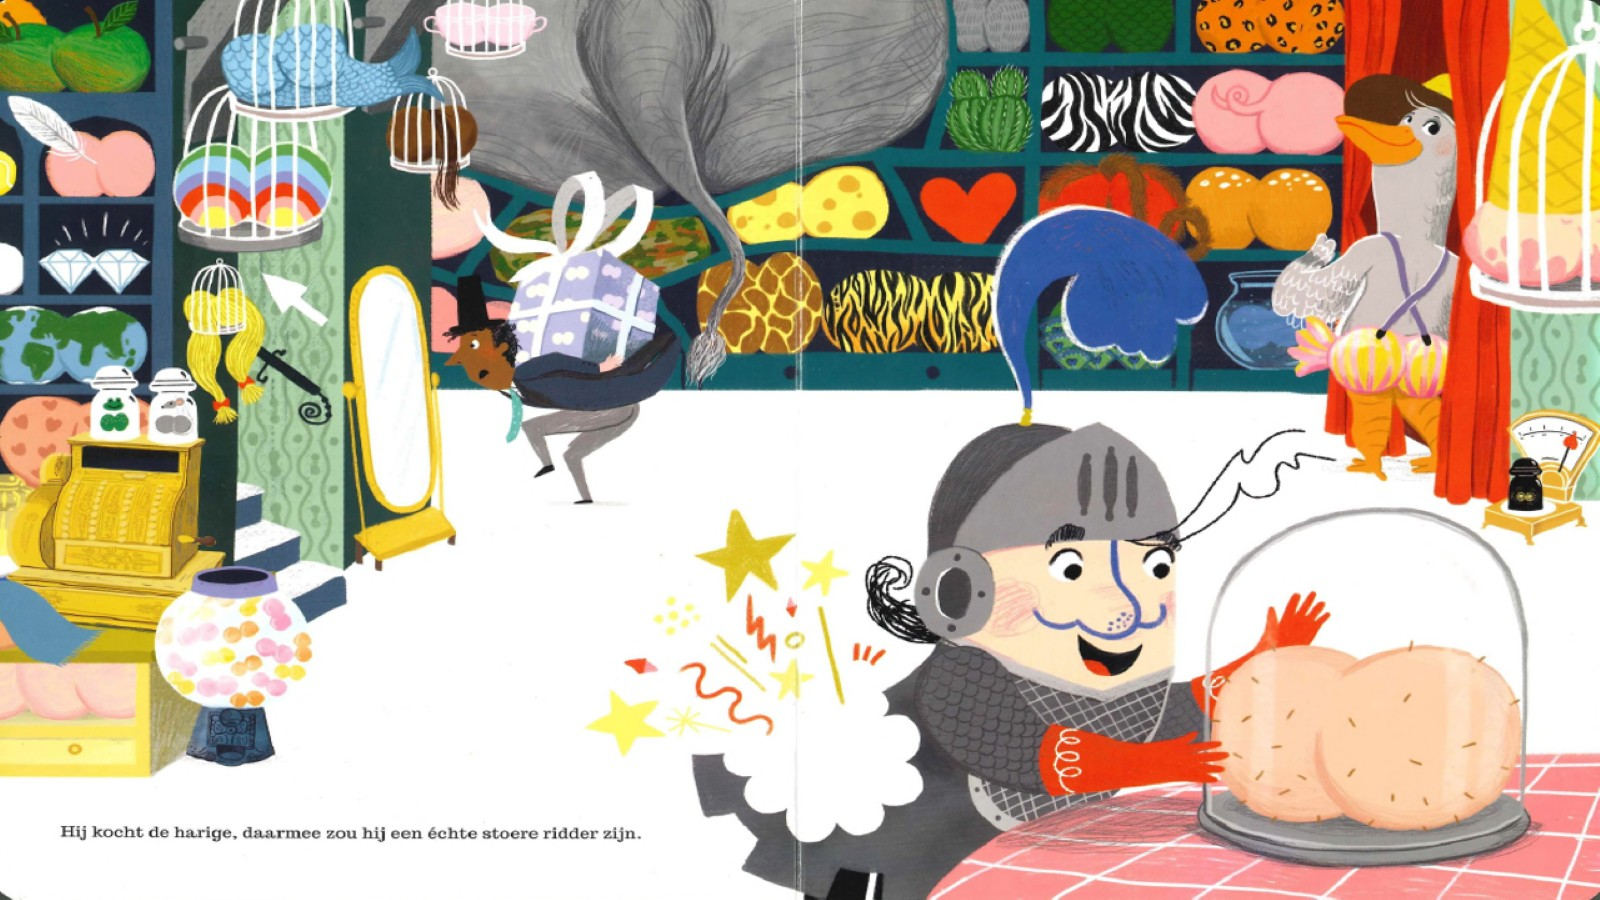 Hij kocht de harige, daarmee zou hij een échte stoere ridder zijn.